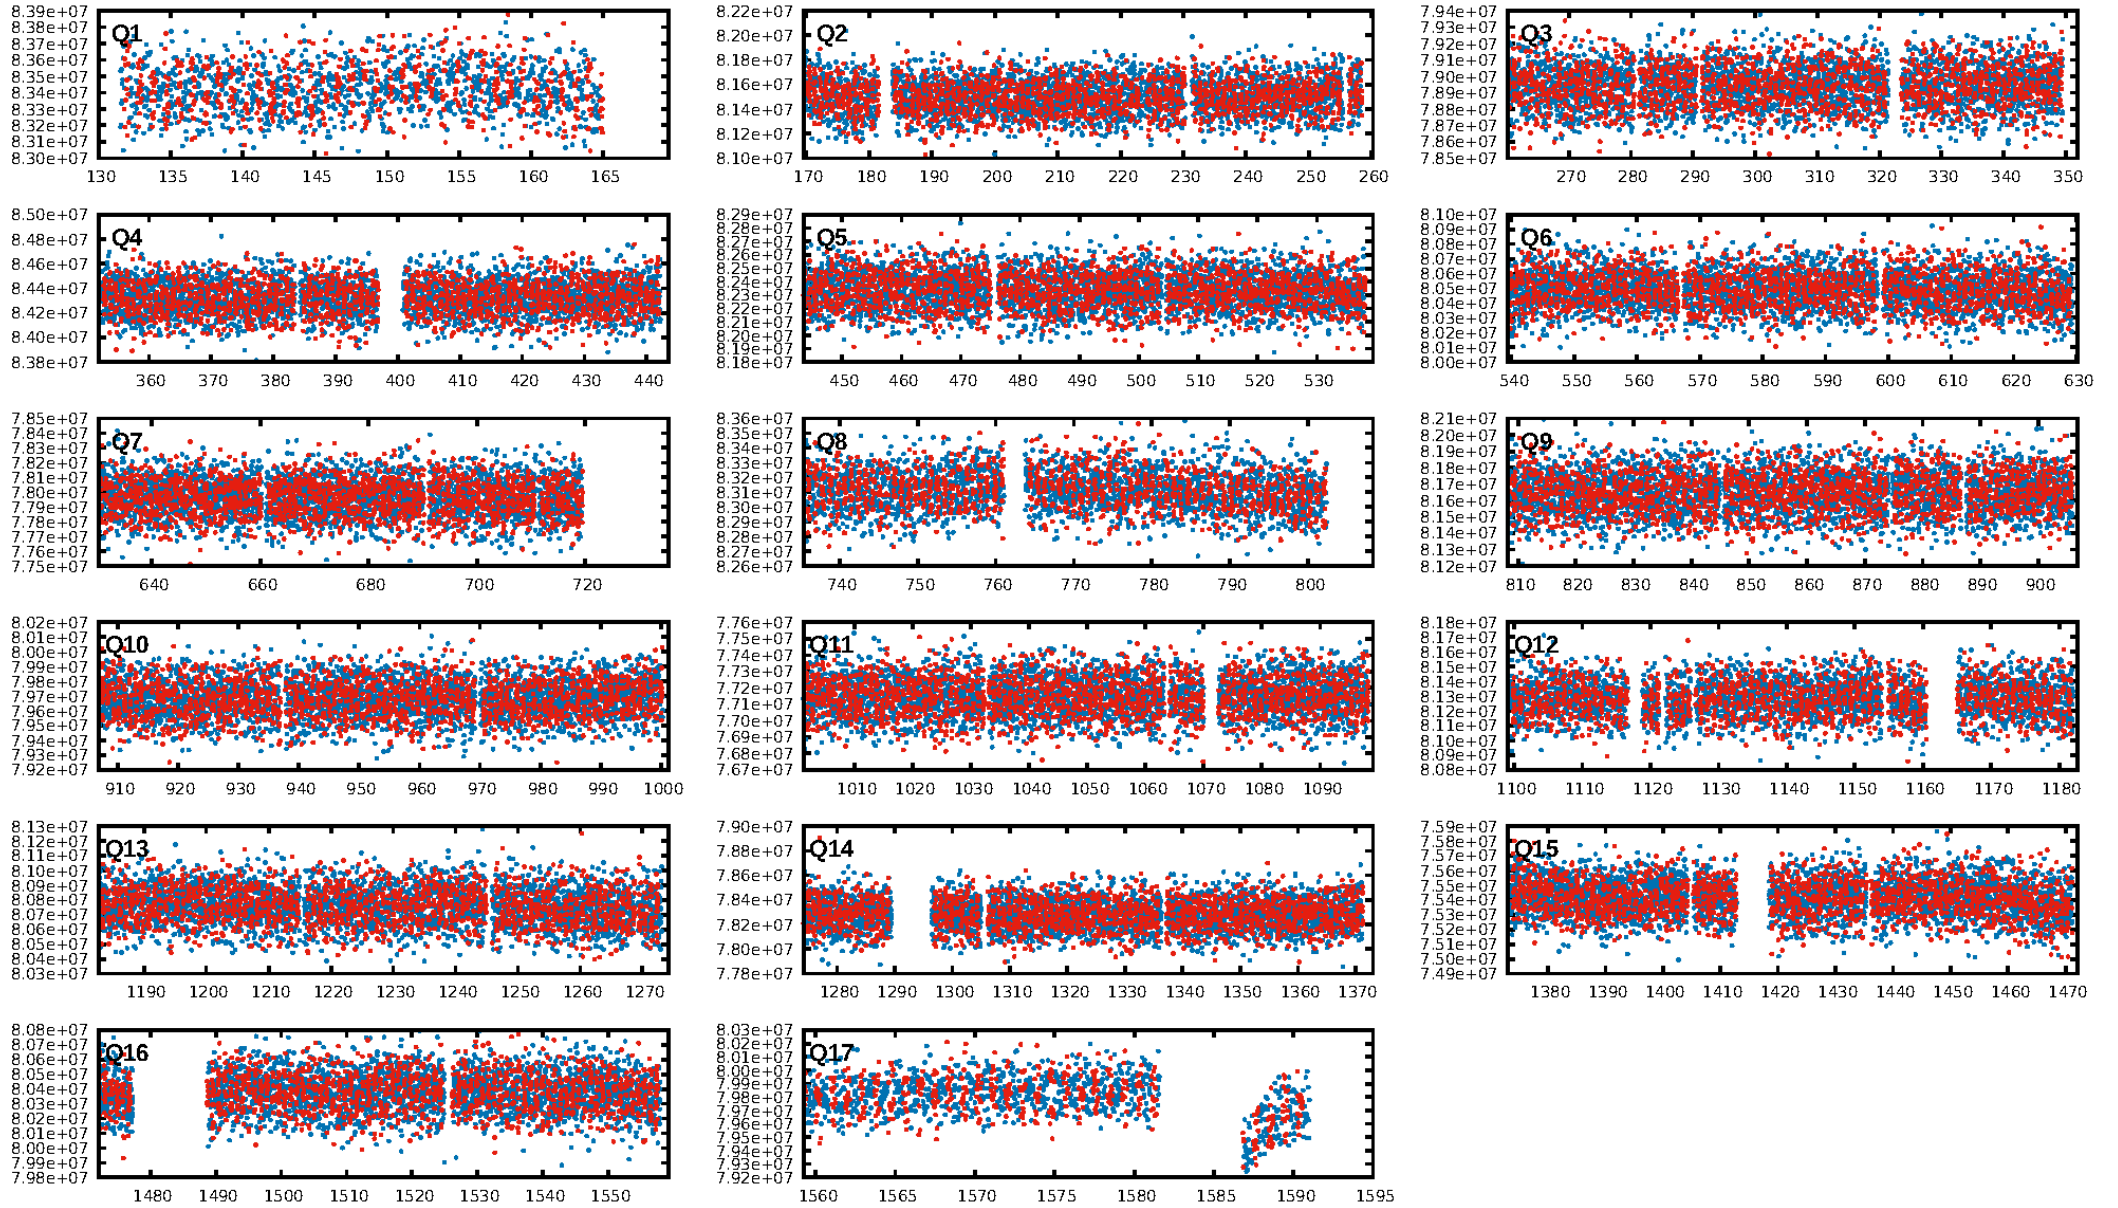 8.39e+07
8.38e+07
8.37e+07
8.36e+07
8.35e+07
8.34e+07
8.33e+07
8.32e+07
8.31e+07
8.30e+07
Q1
130 135 140 145 150 155 160 165
8.22e+07
8.20e+07
8.18e+07
8.16e+07
8.14e+07
8.12e+07
8.10e+07
Q2
170 180 190 200 210 220 230 240 250 260
7.94e+07
7.93e+07
7.92e+07
7.91e+07
7.90e+07
7.89e+07
7.88e+07
7.87e+07
7.86e+07
7.85e+07
Q3
270 280 290 300 310 320 330 340 350
8.50e+07
8.48e+07
8.46e+07
8.44e+07
8.42e+07
8.40e+07
8.38e+07
Q4
360 370 380 390 400 410 420 430 440
8.29e+07
8.28e+07
8.27e+07
8.26e+07
8.25e+07
8.24e+07
8.23e+07
8.22e+07
8.21e+07
8.20e+07
8.19e+07
8.18e+07
Q5
450 460 470 480 490 500 510 520 530
8.10e+07
8.09e+07
8.08e+07
8.07e+07
8.06e+07
8.05e+07
8.04e+07
8.03e+07
8.02e+07
8.01e+07
8.00e+07
Q6
540 550 560 570 580 590 600 610 620 630
7.85e+07
7.84e+07
7.83e+07
7.82e+07
7.81e+07
7.80e+07
7.79e+07
7.78e+07
7.77e+07
7.76e+07
7.75e+07
Q7
640 660 680 700 720
8.36e+07
8.35e+07
8.34e+07
8.33e+07
8.32e+07
8.31e+07
8.30e+07
8.29e+07
8.28e+07
8.27e+07
8.26e+07
Q8
740 750 760 770 780 790 800
8.21e+07
8.20e+07
8.19e+07
8.18e+07
8.17e+07
8.16e+07
8.15e+07
8.14e+07
8.13e+07
8.12e+07
Q9
810 820 830 840 850 860 870 880 890 900
8.02e+07
8.01e+07
8.00e+07
7.99e+07
7.98e+07
7.97e+07
7.96e+07
7.95e+07
7.94e+07
7.93e+07
7.92e+07
Q10
910 920 930 940 950 960 970 980 990 1000
7.76e+07
7.75e+07
7.74e+07
7.73e+07
7.72e+07
7.71e+07
7.70e+07
7.69e+07
7.68e+07
7.67e+07
Q11
1010 1020 1030 1040 1050 1060 1070 1080 1090
8.18e+07
8.17e+07
8.16e+07
8.15e+07
8.14e+07
8.13e+07
8.12e+07
8.11e+07
8.10e+07
8.09e+07
8.08e+07
Q12
1100 1110 1120 1130 1140 1150 1160 1170 1180
8.13e+07
8.12e+07
8.11e+07
8.10e+07
8.09e+07
8.08e+07
8.07e+07
8.06e+07
8.05e+07
8.04e+07
8.03e+07
Q13
1190 1200 1210 1220 1230 1240 1250 1260 1270
7.90e+07
7.88e+07
7.86e+07
7.84e+07
7.82e+07
7.80e+07
7.78e+07
Q14
1280 1290 1300 1310 1320 1330 1340 1350 1360 1370
7.59e+07
7.58e+07
7.57e+07
7.56e+07
7.55e+07
7.54e+07
7.53e+07
7.52e+07
7.51e+07
7.50e+07
7.49e+07
Q15
1380 1390 1400 1410 1420 1430 1440 1450 1460 1470
8.08e+07
8.07e+07
8.06e+07
8.05e+07
8.04e+07
8.03e+07
8.02e+07
8.01e+07
8.00e+07
7.99e+07
7.98e+07
Q16
1480 1490 1500 1510 1520 1530 1540 1550
8.03e+07
8.02e+07
8.01e+07
8.00e+07
7.99e+07
7.98e+07
7.97e+07
7.96e+07
7.95e+07
7.94e+07
7.93e+07
7.92e+07
Q17
1560 1565 1570 1575 1580 1585 1590 1595